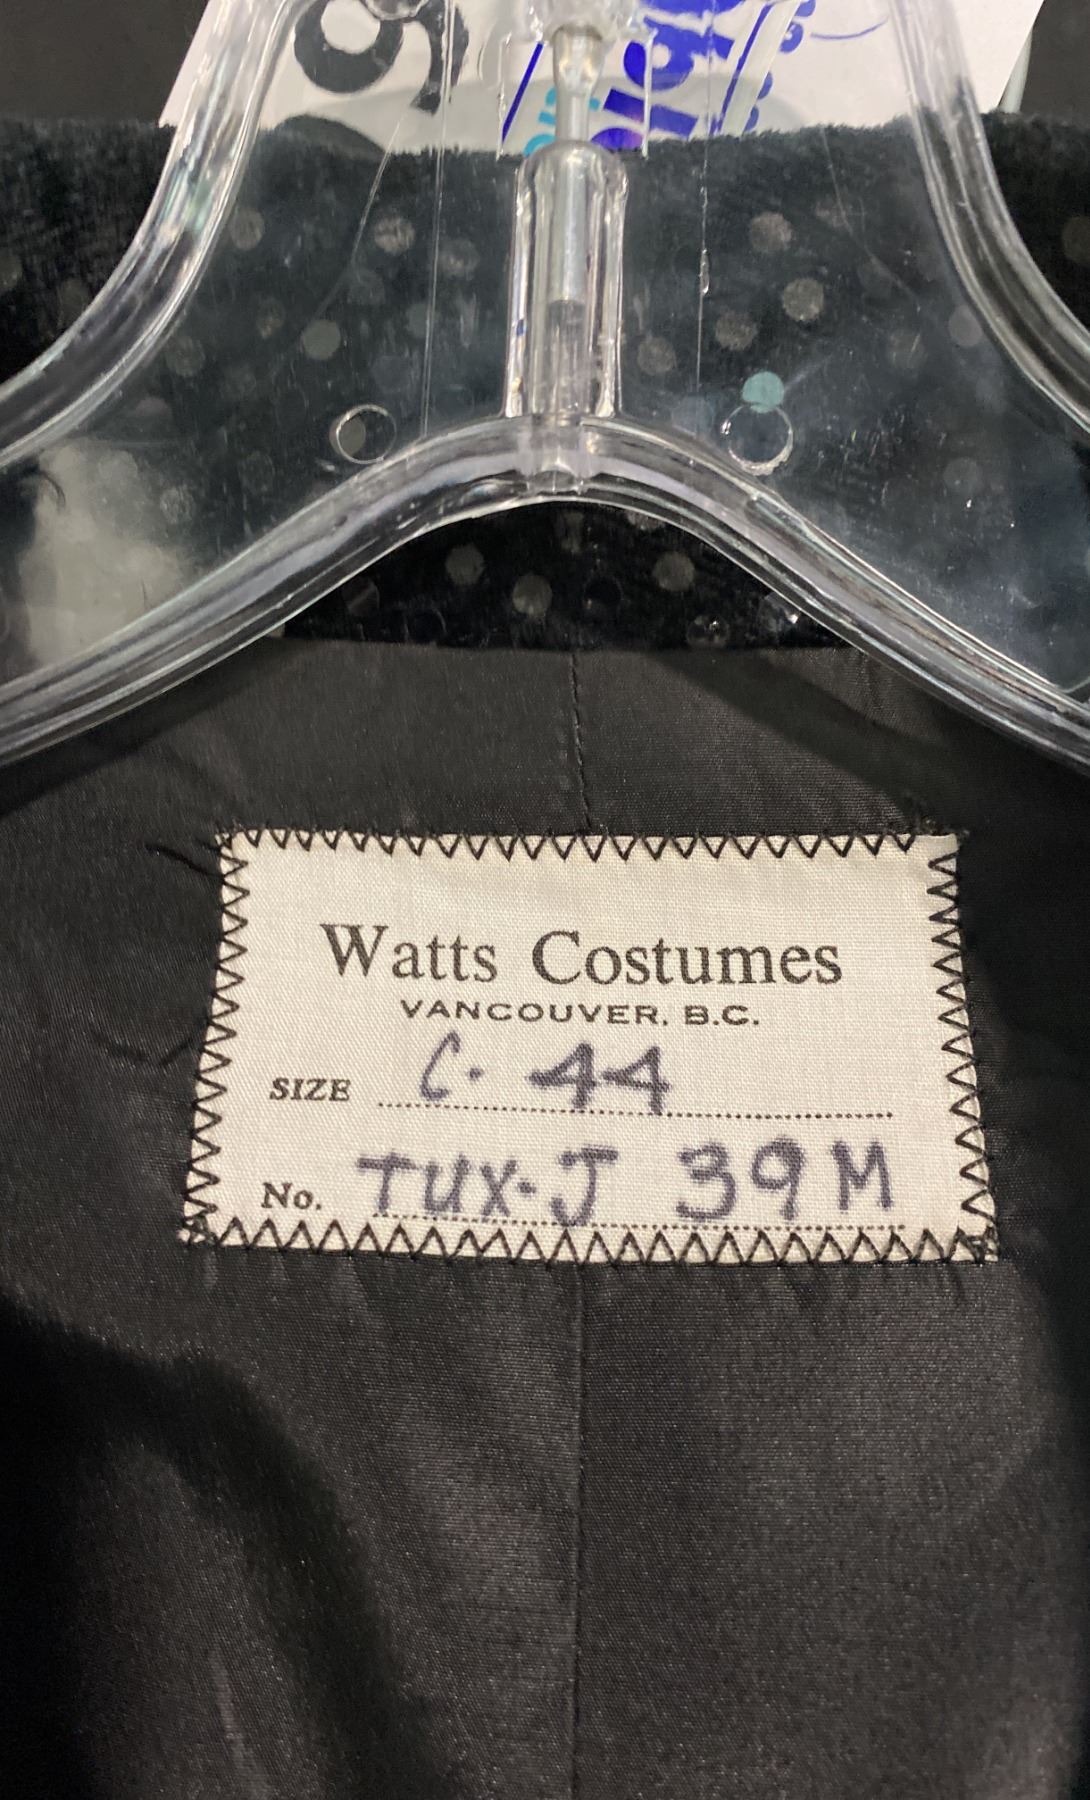 Watts Costumes
VANCOUVER, B.C.
SIZE C. 44
No. TUX-J 39M